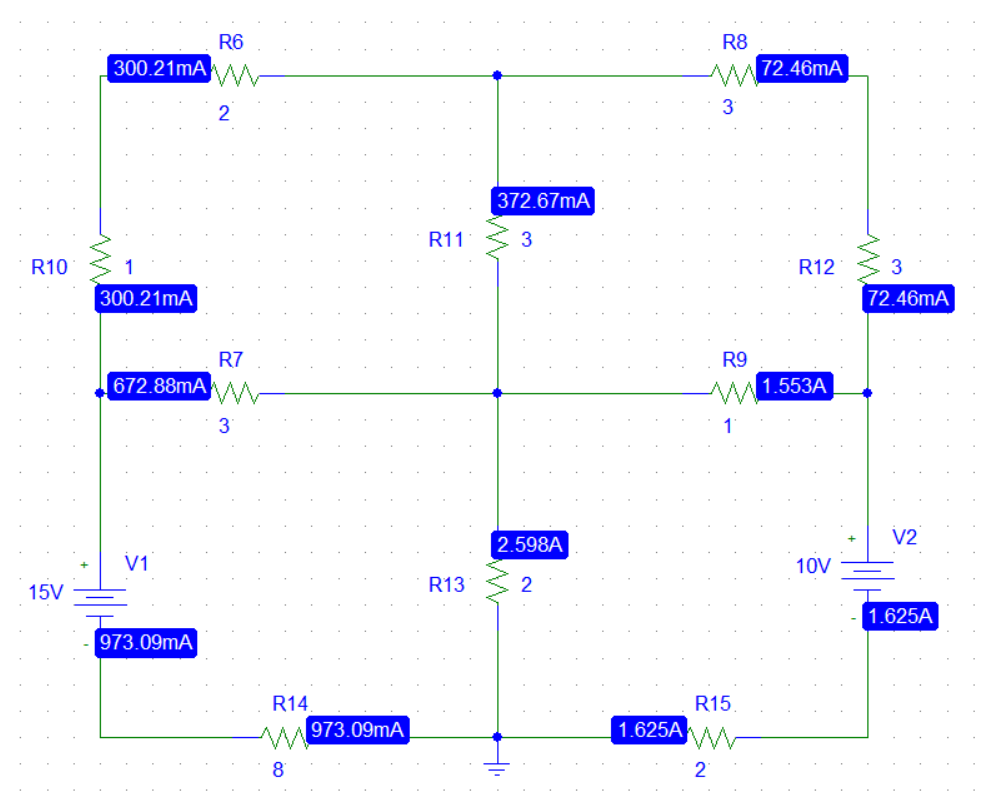 R6
R8
300.21mA
72.46mA
2
3
372.67mA
R11
3
R10
1
R12
3
300.21mA
72.46mA
R7
R9
672.88mA
1.553A
3
1
2.598A
V2
+
+
V1
10V
15V
R13
2
-
1.625A
-
973.09mA
R14
R15
973.09mA
1.625A
8
2